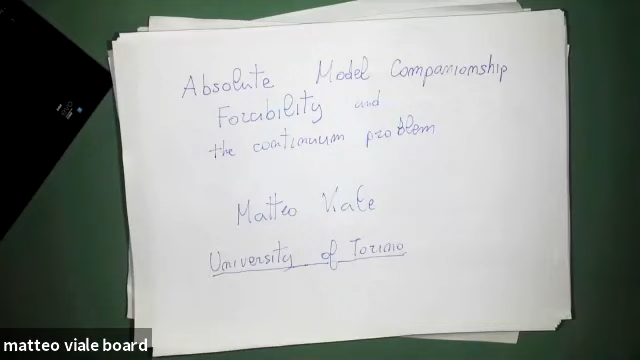 Absolute Model Companionship
Forcibility and
the continuum problem
Matteo Viale
University of Torino
matteo viale board